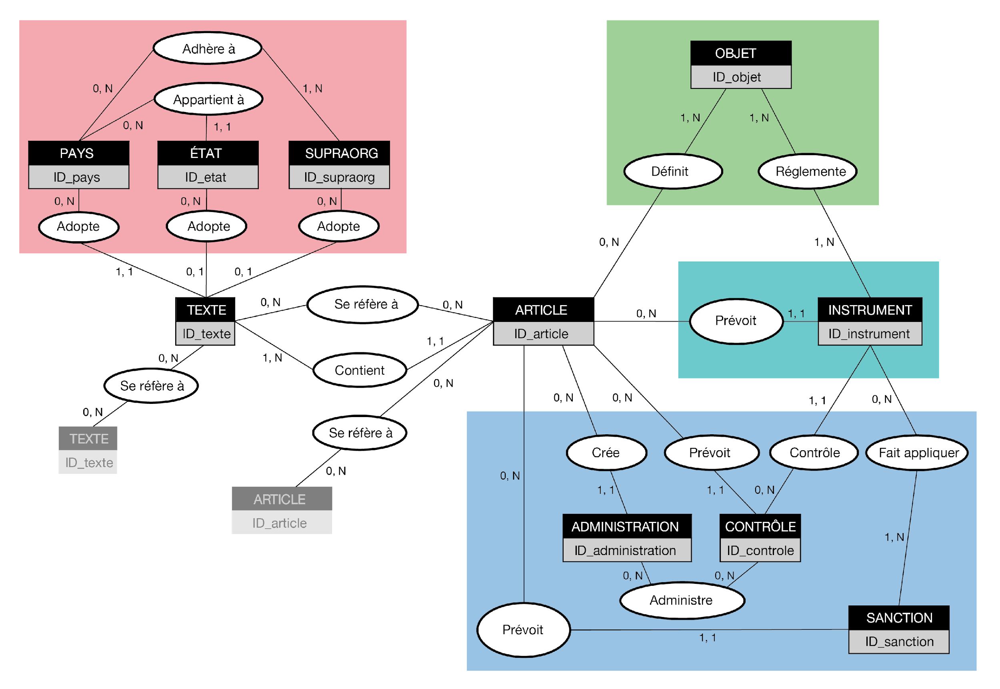 Adhère à
OBJET
ID_objet
0, N
1, N
Appartient à
0, N
1, 1
1, N
1, N
PAYS
ÉTAT
SUPRAORG
ID_pays
ID_etat
ID_supraorg
Définit
Réglemente
0, N
0, N
0, N
Adopte
Adopte
Adopte
0, N
1, N
1, 1
0, 1
0, 1
TEXTE
ID_texte
0, N
Se réfère à
0, N
ARTICLE
ID_article
0, N
Prévoit
1, 1
INSTRUMENT
ID_instrument
0, N
1, N
1, 1
Contient
Se réfère à
0, N
0, N
0, N
1, 1
0, N
0, N
Se réfère à
TEXTE
ID_texte
Crée
Prévoit
Contrôle
Fait appliquer
0, N
0, N
1, 1
1, 1
0, N
ARTICLE
ID_article
ADMINISTRATION
ID_administration
CONTRÔLE
ID_controle
1, N
0, N
0, N
Administre
Prévoit
1, 1
SANCTION
ID_sanction